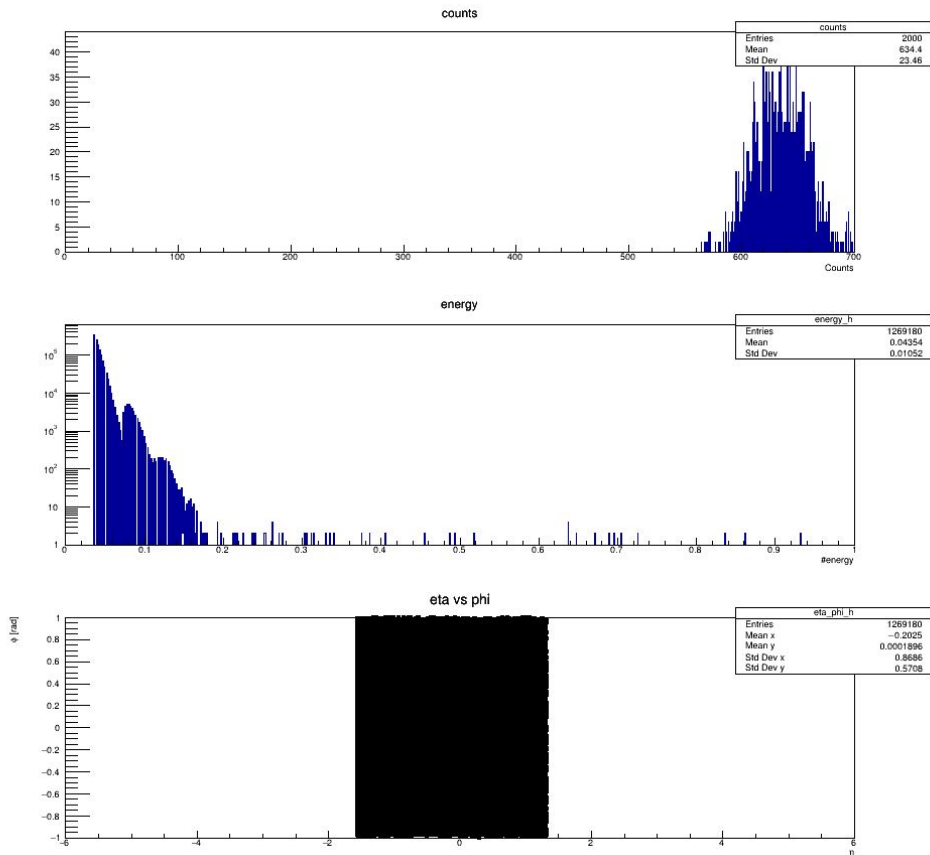 counts
counts
Entries 2000
Mean 634.4
Std Dev 23.46
40
35
30
25
20
15
10
5
0
0 100 200 300 400 500 600 700
Counts
energy
energy_h
Entries 1269180
Mean 0.04354
Std Dev 0.01052
10^5
10^4
10^3
10^2
10
1
0 0.1 0.2 0.3 0.4 0.5 0.6 0.7 0.8 0.9 1
#energy
eta vs phi
eta_phi_h
Entries 1269180
Mean x −0.2025
Mean y 0.0001896
Std Dev x 0.8686
Std Dev y 0.5708
φ [rad]
1
0.8
0.6
0.4
0.2
0
−0.2
−0.4
−0.6
−0.8
−1
−6 −4 −2 0 2 4 6
η